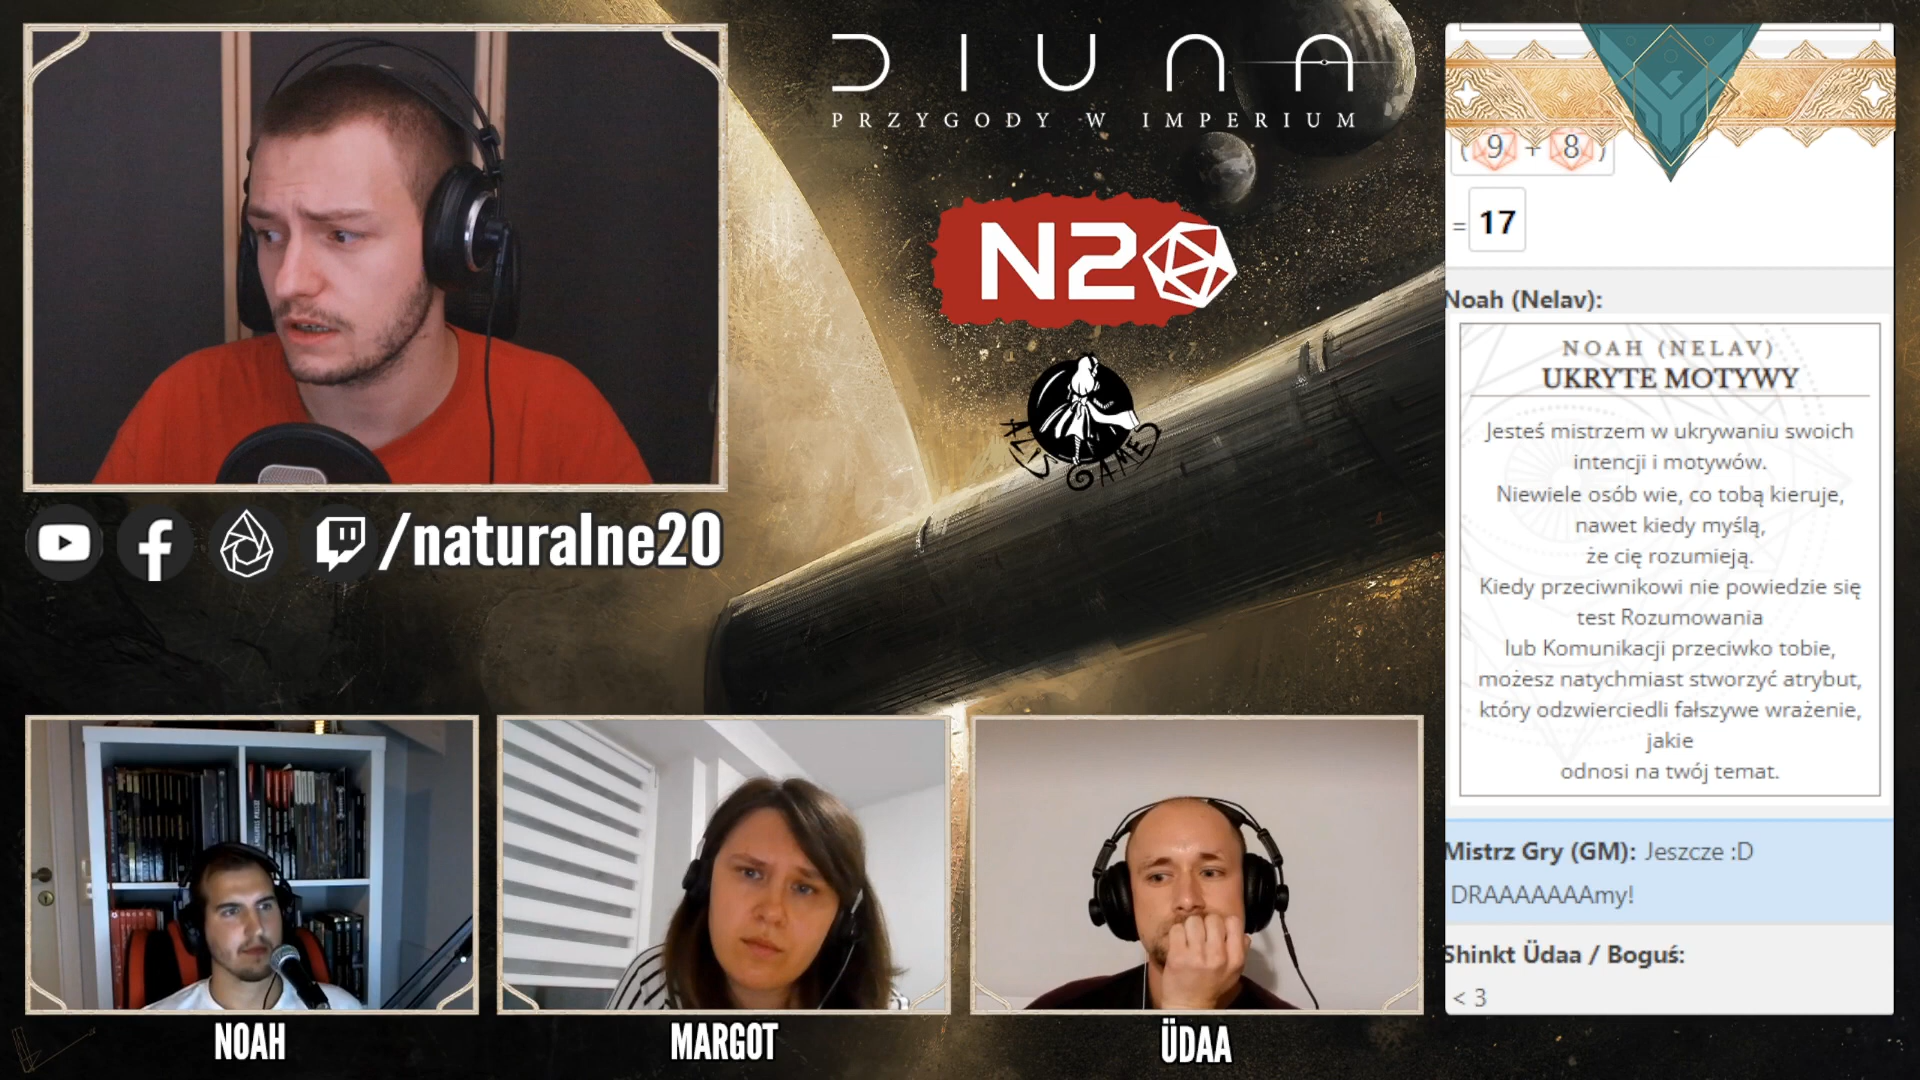 DIUNA
PRZYGODY W IMPERIUM
N20
ALIS GAMES
/naturalne20
NOAH
MARGOT
ÜDAA
( 9 + 8 )
= 17
Noah (Nelav):
NOAH (NELAV)
UKRYTE MOTYWY
Jesteś mistrzem w ukrywaniu swoich
intencji i motywów.
Niewiele osób wie, co tobą kieruje,
nawet kiedy myślą,
że cię rozumieją.
Kiedy przeciwnikowi nie powiedzie się
test Rozumowania
lub Komunikacji przeciwko tobie,
możesz natychmiast stworzyć atrybut,
który odzwierciedli fałszywe wrażenie,
jakie
odnosi na twój temat.
Mistrz Gry (GM): Jeszcze :D
DRAAAAAAAmy!
Shinkt Üdaa / Boguś:
< 3